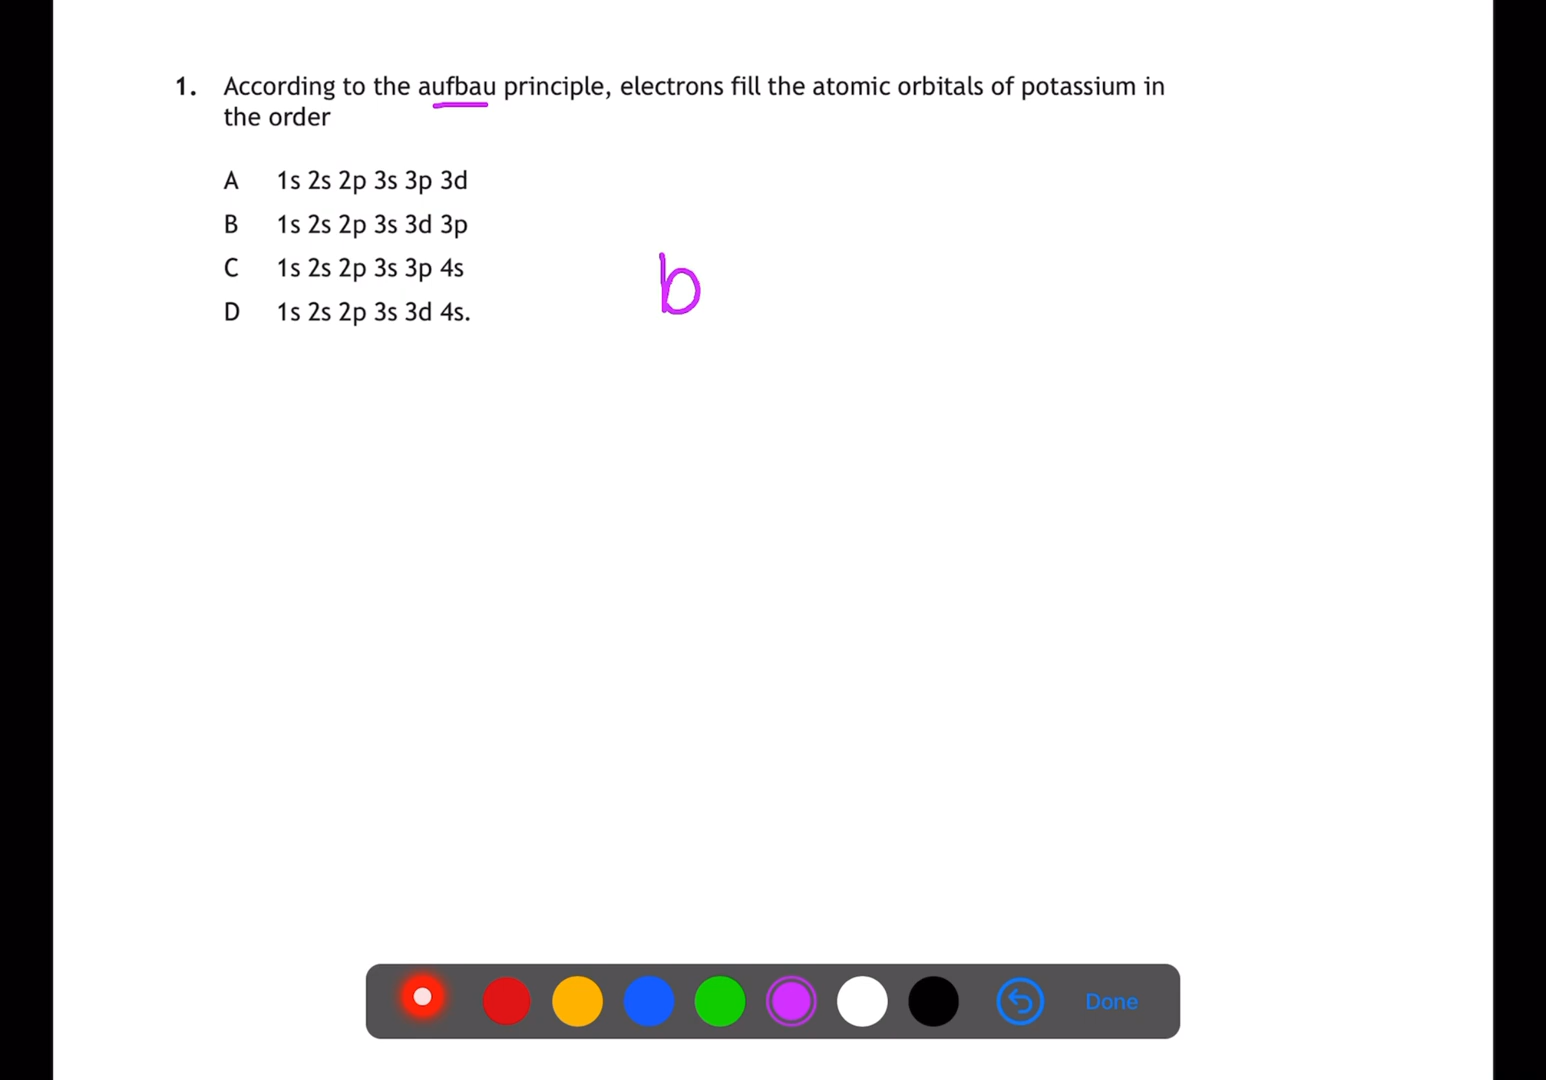 1. According to the aufbau principle, electrons fill the atomic orbitals of potassium in
the order
A 1s 2s 2p 3s 3p 3d
B 1s 2s 2p 3s 3d 3p
C 1s 2s 2p 3s 3p 4s
D 1s 2s 2p 3s 3d 4s.
b
Done